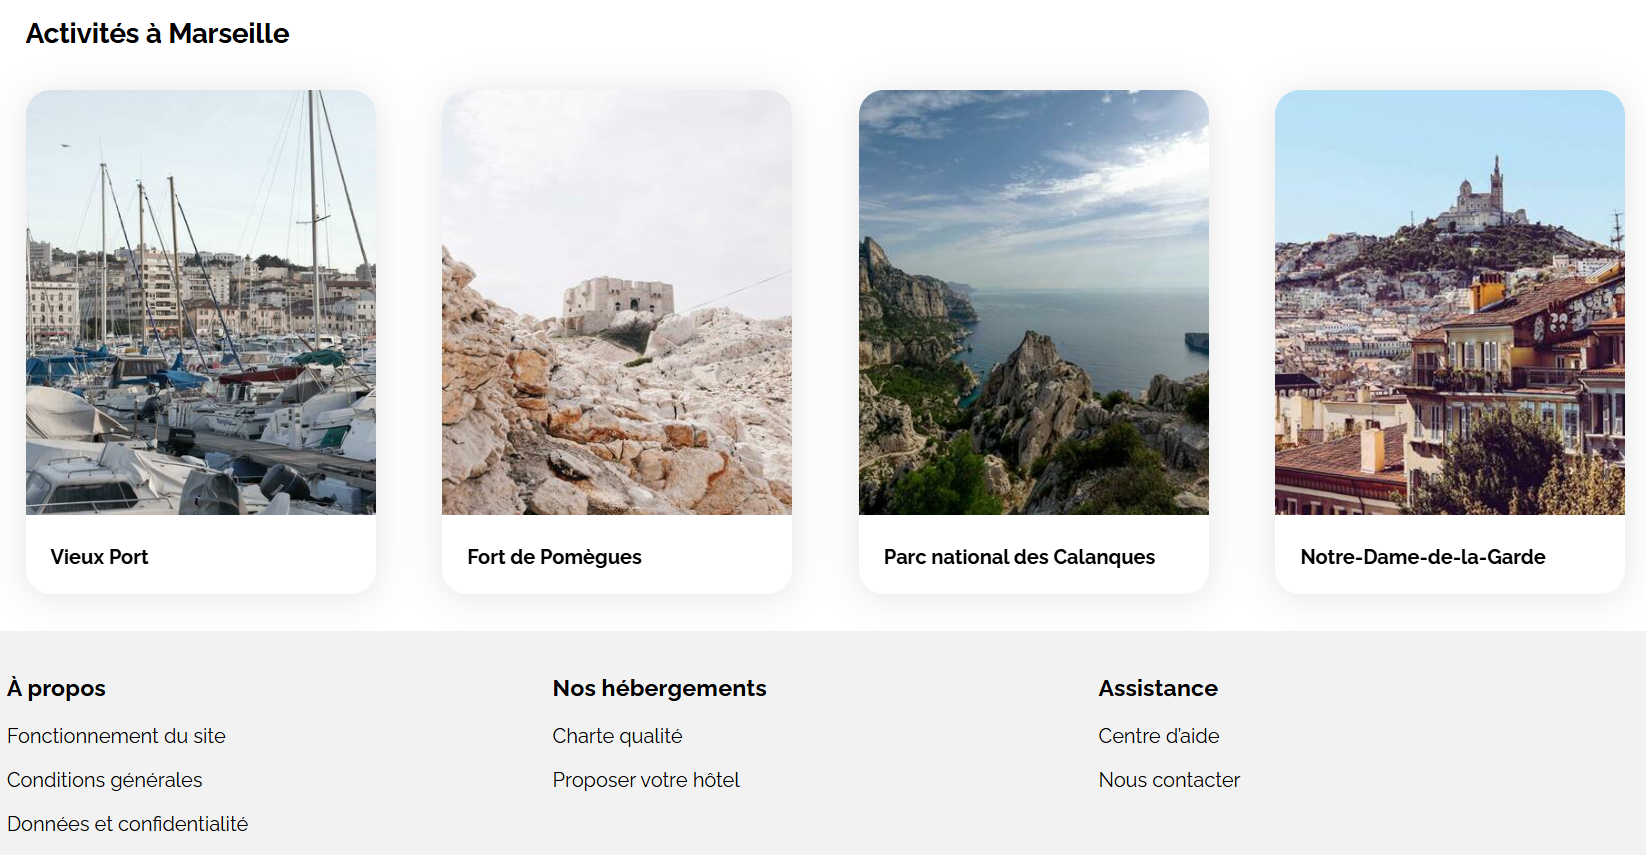 Activités à Marseille
Vieux Port
Fort de Pomègues
Parc national des Calanques
Notre-Dame-de-la-Garde
À propos
Fonctionnement du site
Conditions générales
Données et confidentialité
Nos hébergements
Charte qualité
Proposer votre hôtel
Assistance
Centre d’aide
Nous contacter